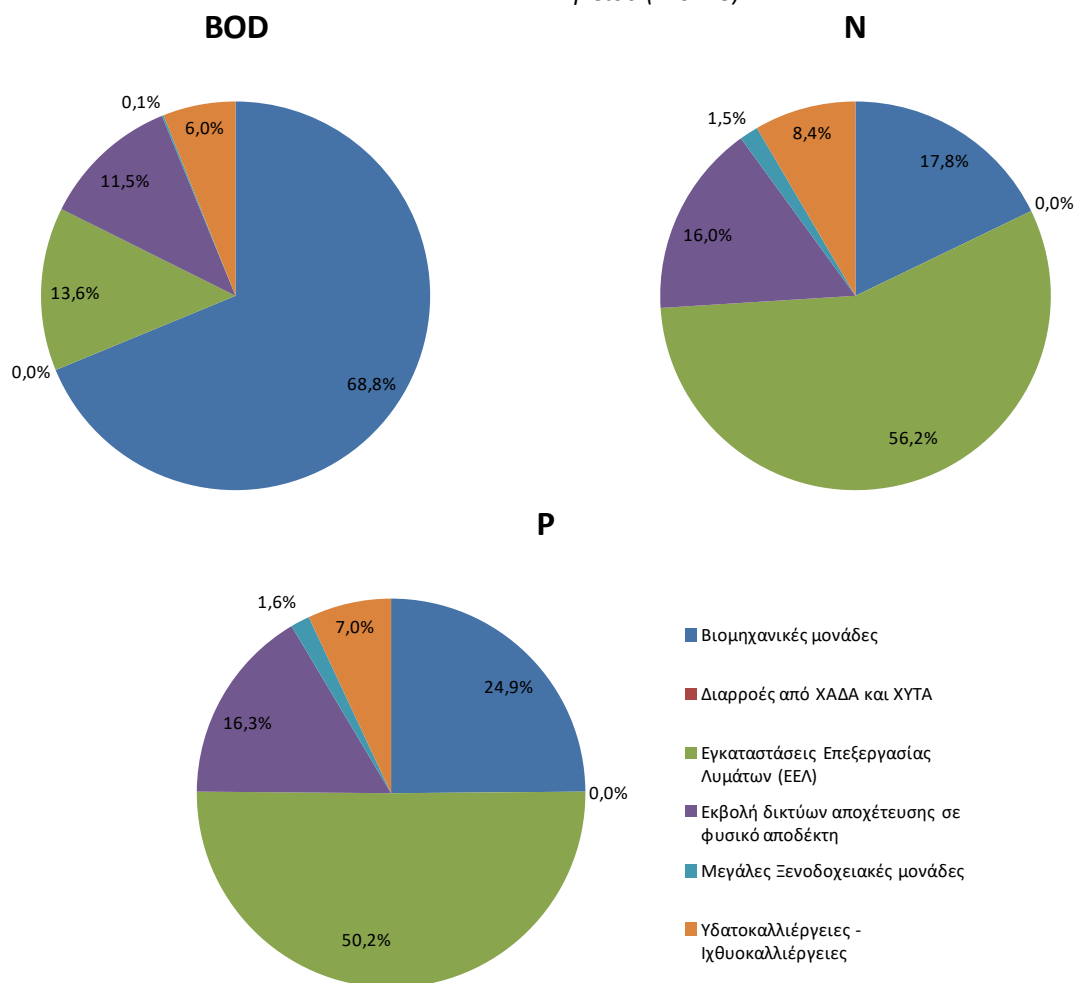 BOD
N
0,1%
6,0%
11,5%
13,6%
0,0%
68,8%
1,5%
8,4%
17,8%
0,0%
16,0%
56,2%
P
1,6%
7,0%
24,9%
16,3%
0,0%
50,2%
Βιομηχανικές μονάδες
Διαρροές από ΧΑΔΑ και ΧΥΤΑ
Εγκαταστάσεις Επεξεργασίας
Λυμάτων (ΕΕΛ)
Εκβολή δικτύων αποχέτευσης σε
φυσικό αποδέκτη
Μεγάλες Ξενοδοχειακές μονάδες
Υδατοκαλλιέργειες -
Ιχθυοκαλλιέργειες